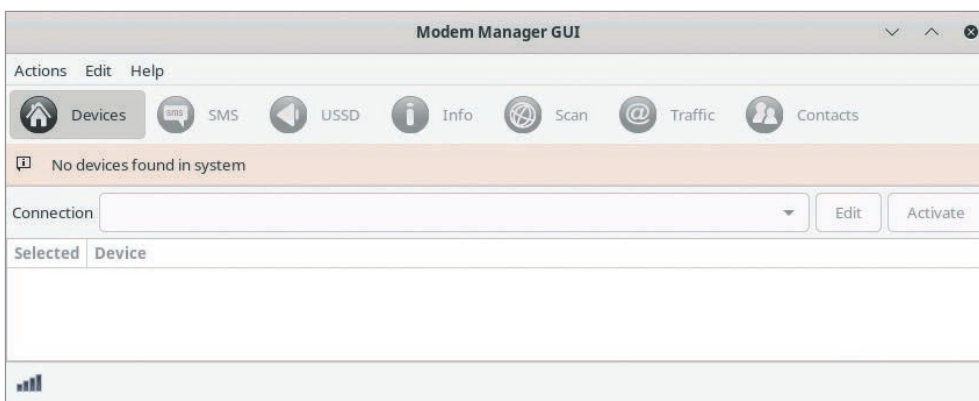 Modem Manager GUI
Actions Edit Help
Devices SMS USSD Info Scan Traffic Contacts
No devices found in system
Connection Edit Activate
Selected Device